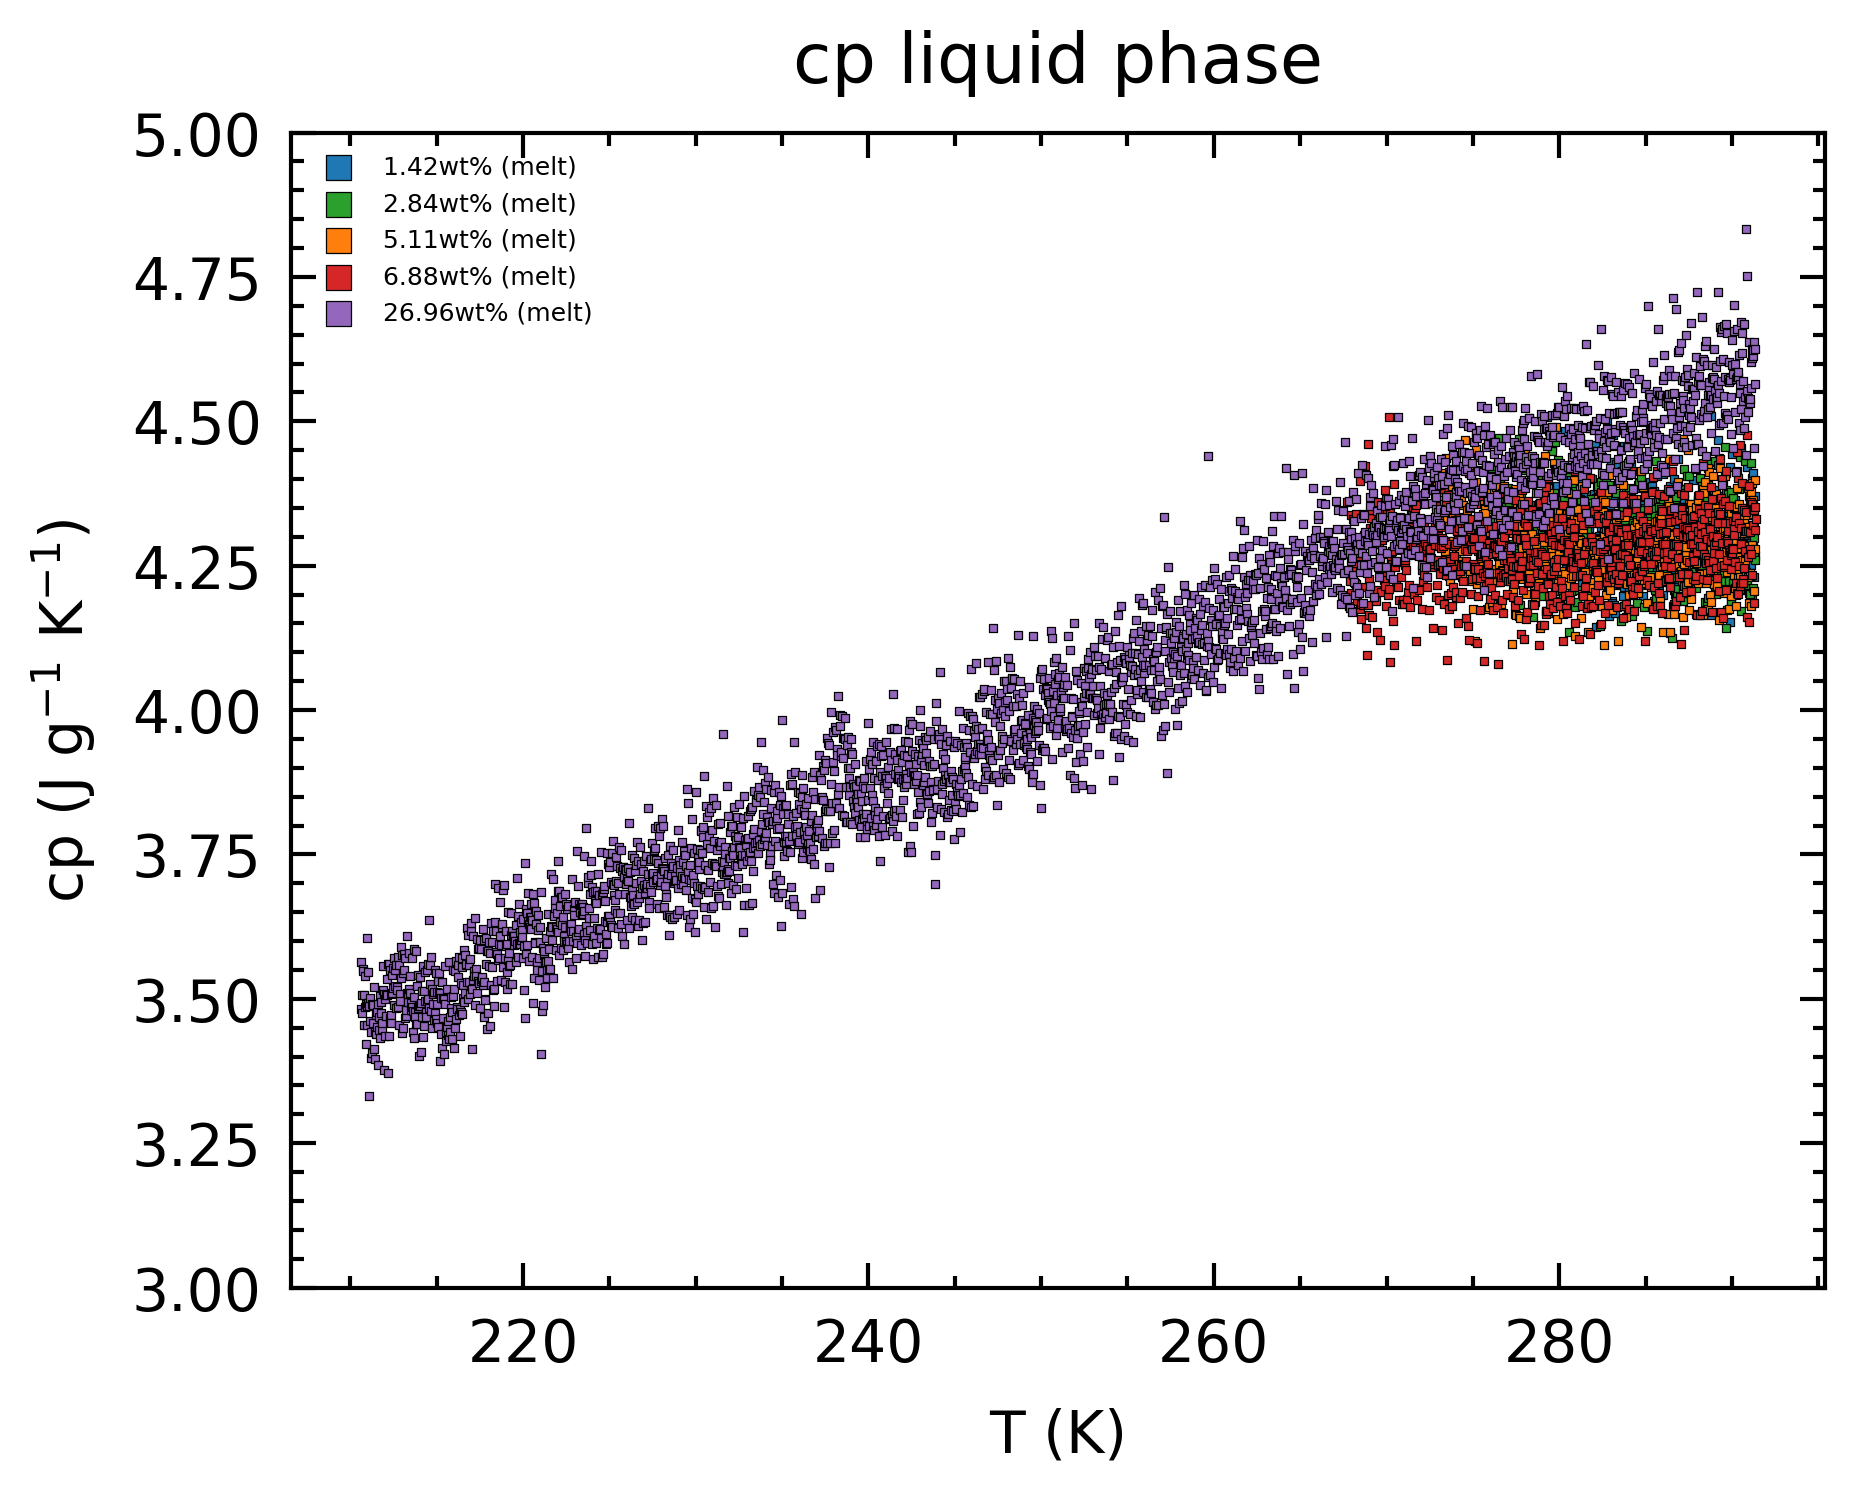 cp liquid phase
5.00
4.75
4.50
4.25
4.00
3.75
3.50
3.25
3.00
cp (J g⁻¹ K⁻¹)
1.42wt% (melt)
2.84wt% (melt)
5.11wt% (melt)
6.88wt% (melt)
26.96wt% (melt)
220 240 260 280
T (K)